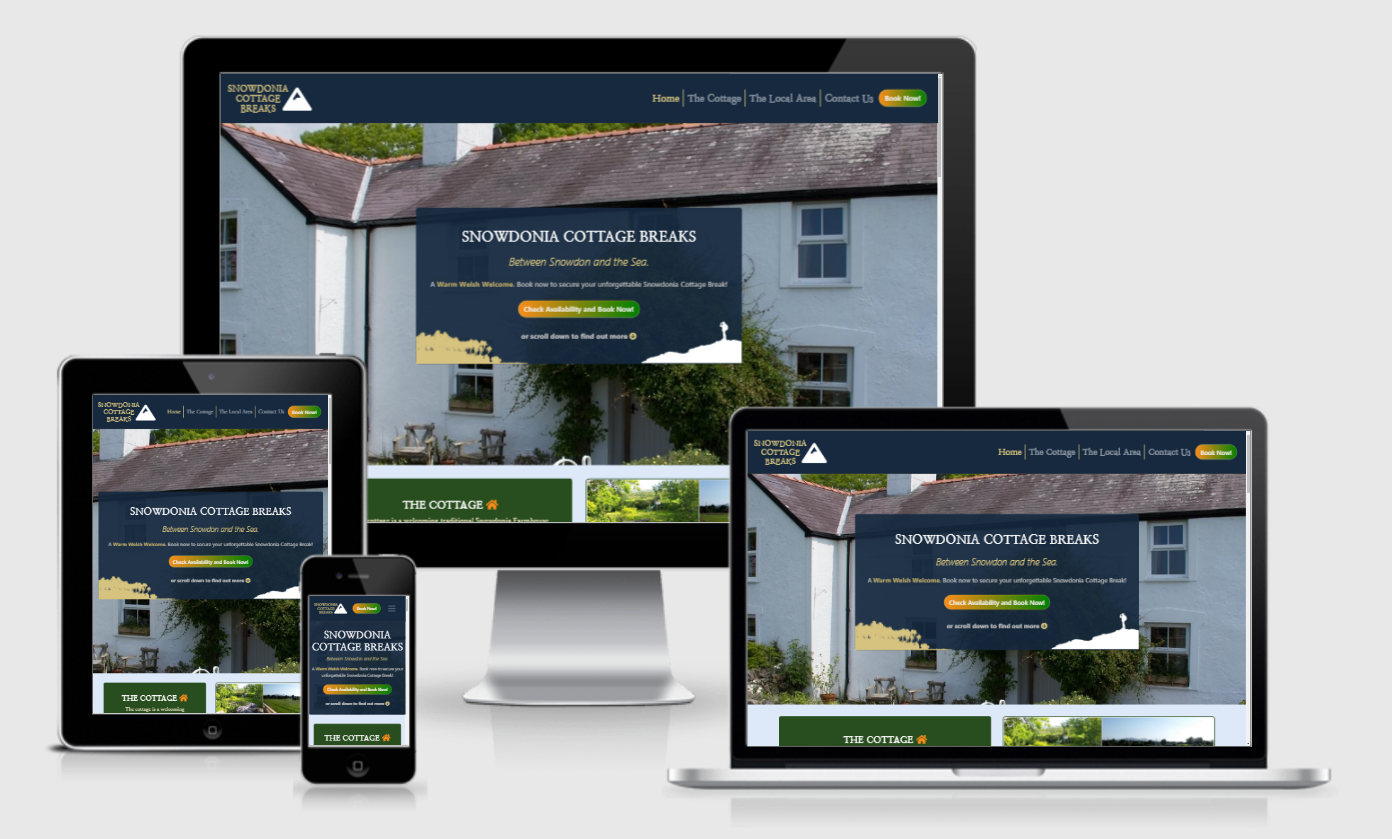 SNOWDONIA
COTTAGE
BREAKS
Home The Cottage The Local Area Contact Us Book Now!
SNOWDONIA COTTAGE BREAKS
Between Snowdon and the Sea.
A Warm Welsh Welcome. Book now to secure your unforgettable Snowdonia Cottage Break!
Check Availability and Book Now!
or scroll down to find out more
THE COTTAGE
cottage is a welcoming traditional Snowdonia Farmhouse
SNOWDONIA
COTTAGE
BREAKS
Home The Cottage The Local Area Contact Us Book Now!
SNOWDONIA COTTAGE BREAKS
Between Snowdon and the Sea.
A Warm Welsh Welcome. Book now to secure your unforgettable Snowdonia Cottage Break!
Check Availability and Book Now!
or scroll down to find out more
THE COTTAGE
The cottage is a welcoming
SNOWDONIA
COTTAGE
BREAKS
Book Now!
SNOWDONIA
COTTAGE BREAKS
Between Snowdon and the Sea.
A Warm Welsh Welcome. Book now to secure your
unforgettable Snowdonia Cottage Break!
Check Availability and Book Now!
or scroll down to find out more
THE COTTAGE
SNOWDONIA
COTTAGE
BREAKS
Home The Cottage The Local Area Contact Us Book Now!
SNOWDONIA COTTAGE BREAKS
Between Snowdon and the Sea.
A Warm Welsh Welcome. Book now to secure your unforgettable Snowdonia Cottage Break!
Check Availability and Book Now!
or scroll down to find out more
THE COTTAGE